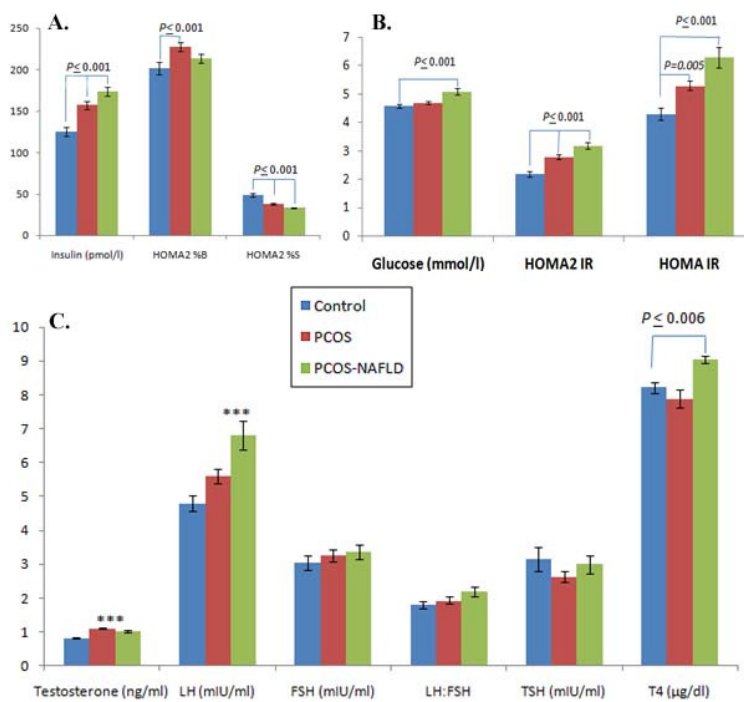 A.
P≤ 0.001
P≤ 0.001
P≤ 0.001
250
200
150
100
50
0
Insulin (pmol/l) HOMA2 %B HOMA2 %S
B.
P≤ 0.001
P≤ 0.001
P≤ 0.001
P=0.005
7
6
5
4
3
2
1
0
Glucose (mmol/l) HOMA2 IR HOMA IR
C.
Control
PCOS
PCOS-NAFLD
P ≤ 0.006
***
***
10
9
8
7
6
5
4
3
2
1
0
Testosterone (ng/ml) LH (mIU/ml) FSH (mIU/ml) LH:FSH TSH (mIU/ml) T4 (µg/dl)